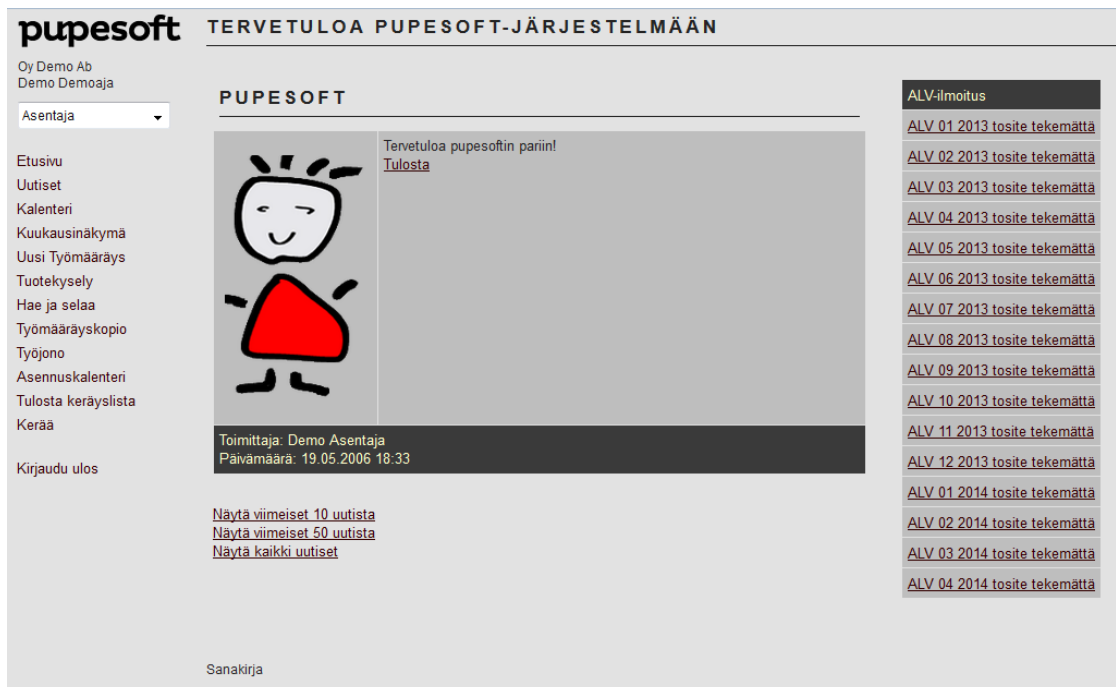 pupesoft
TERVETULOA PUPESOFT-JÄRJESTELMÄÄN
Oy Demo Ab
Demo Demoaja
Asentaja
Etusivu
Uutiset
Kalenteri
Kuukausinäkymä
Uusi Työmääräys
Tuotekysely
Hae ja selaa
Työmääräyskopio
Työjono
Asennuskalenteri
Tulosta keräyslista
Kerää
Kirjaudu ulos
PUPESOFT
Tervetuloa pupesoftin pariin!
Tulosta
Toimittaja: Demo Asentaja
Päivämäärä: 19.05.2006 18:33
Näytä viimeiset 10 uutista
Näytä viimeiset 50 uutista
Näytä kaikki uutiset
ALV-ilmoitus
ALV 01 2013 tosite tekemättä
ALV 02 2013 tosite tekemättä
ALV 03 2013 tosite tekemättä
ALV 04 2013 tosite tekemättä
ALV 05 2013 tosite tekemättä
ALV 06 2013 tosite tekemättä
ALV 07 2013 tosite tekemättä
ALV 08 2013 tosite tekemättä
ALV 09 2013 tosite tekemättä
ALV 10 2013 tosite tekemättä
ALV 11 2013 tosite tekemättä
ALV 12 2013 tosite tekemättä
ALV 01 2014 tosite tekemättä
ALV 02 2014 tosite tekemättä
ALV 03 2014 tosite tekemättä
ALV 04 2014 tosite tekemättä
Sanakirja